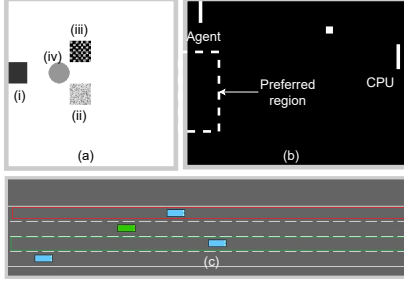 (iii)
(iv)
(i)
(ii)
(a)
Agent
Preferred
region
CPU
(b)
(c)